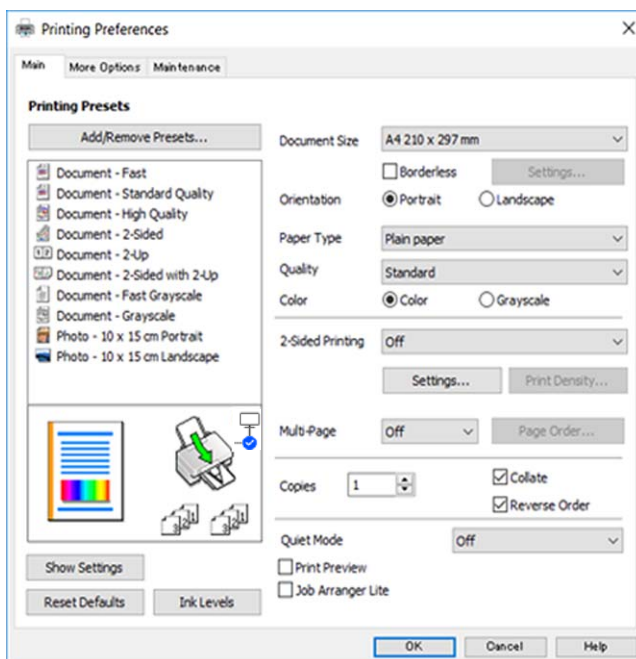 Printing Preferences
Main
More Options
Maintenance
Printing Presets
Add/Remove Presets...
Document - Fast
Document - Standard Quality
Document - High Quality
Document - 2-Sided
Document - 2-Up
Document - 2-Sided with 2-Up
Document - Fast Grayscale
Document - Grayscale
Photo - 10 x 15 cm Portrait
Photo - 10 x 15 cm Landscape
Show Settings
Reset Defaults
Ink Levels
Document Size
A4 210 x 297 mm
Borderless
Settings...
Orientation
Portrait
Landscape
Paper Type
Plain paper
Quality
Standard
Color
Color
Grayscale
2-Sided Printing
Off
Settings...
Print Density...
Multi-Page
Off
Page Order...
Copies
1
Collate
Reverse Order
Quiet Mode
Off
Print Preview
Job Arranger Lite
OK
Cancel
Help